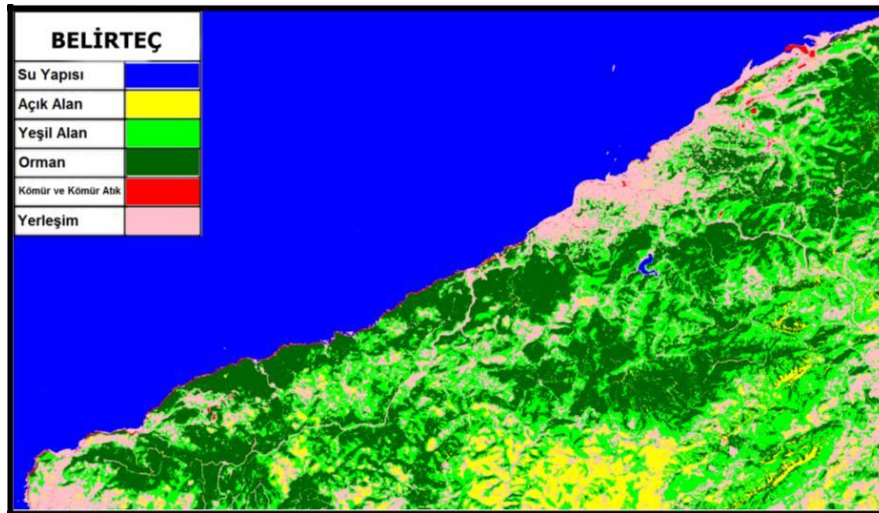 BELİRTEÇ
Su Yapısı
Açık Alan
Yeşil Alan
Orman
Kömür ve Kömür Atık
Yerleşim